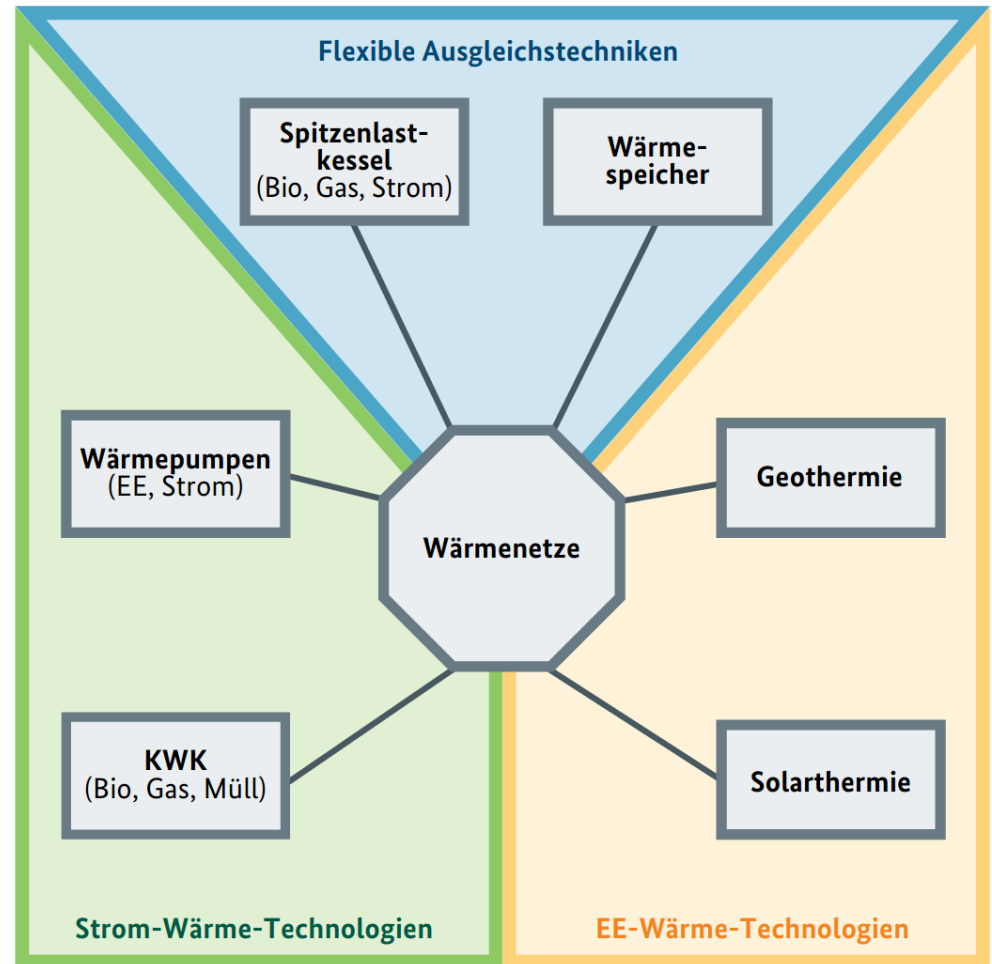 Flexible Ausgleichstechniken
Spitzenlast-
kessel
(Bio, Gas, Strom)
Wärme-
speicher
Wärmepumpen
(EE, Strom)
Geothermie
Wärmenetze
KWK
(Bio, Gas, Müll)
Solarthermie
Strom-Wärme-Technologien
EE-Wärme-Technologien